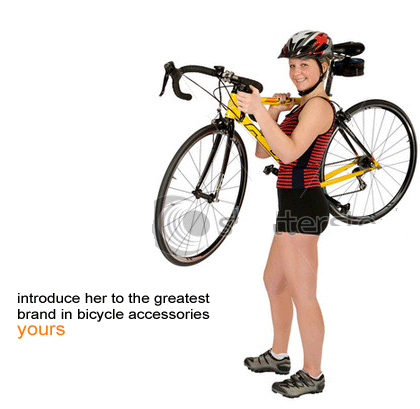 introduce her to the greatest
brand in bicycle accessories
yours